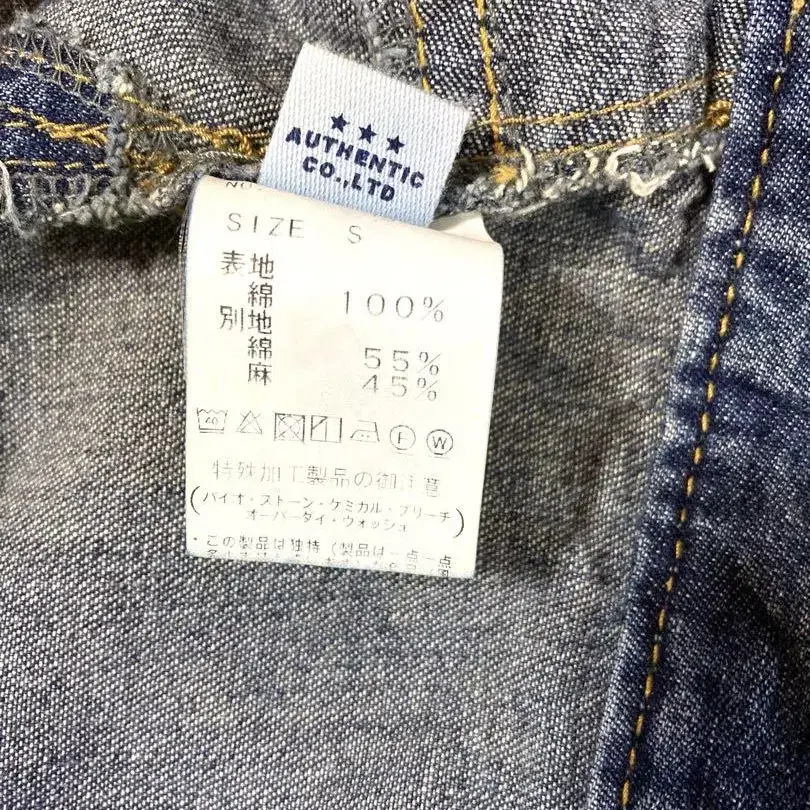 ★★★
AUTHENTIC
CO.,LTD
NO
SIZE S
表地
綿 100%
別地
綿 55%
麻 45%
40 F W
特殊加工製品の御注意
(バイオ・ストーン・ケミカル・ブリーチ
オーバーダイ・ウォッシュ)
・この製品は独特(製品は一点一点